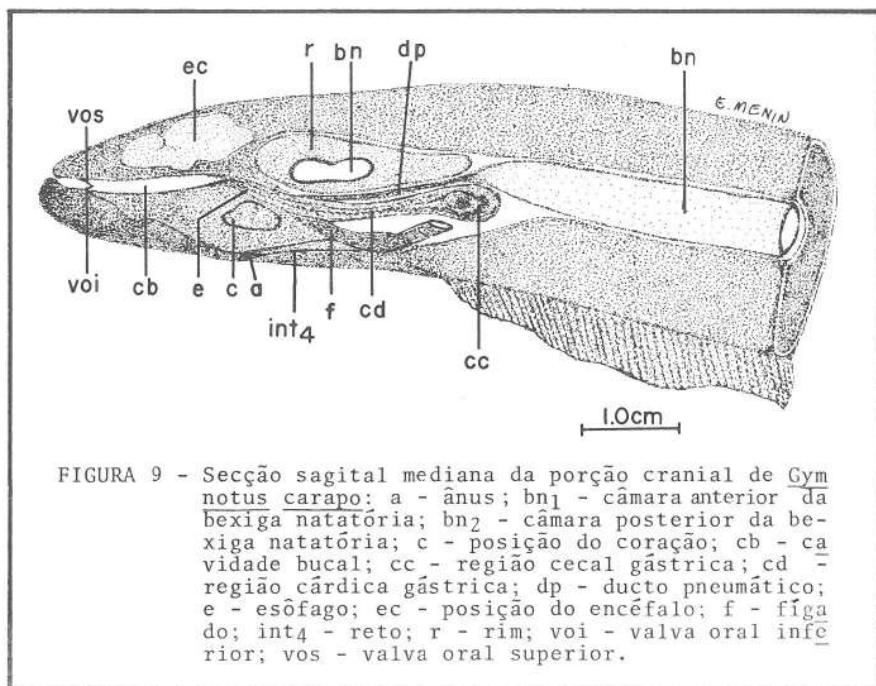 r bn dp bn
ec
E. MENIN
vos
voi cb e c a int4 f cd cc
1.0cm
FIGURA 9 - Secção sagital mediana da porção cranial de Gym
notus carapo: a - ânus; bn1 - câmara anterior da
bexiga natatória; bn2 - câmara posterior da be-
xiga natatória; c - posição do coração; cb - ca
vidade bucal; cc - região cecal gástrica; cd -
região cárdica gástrica; dp - ducto pneumático;
e - esôfago; ec - posição do encéfalo; f - fíga
do; int4 - reto; r - rim; voi - valva oral infe
rior; vos - valva oral superior.